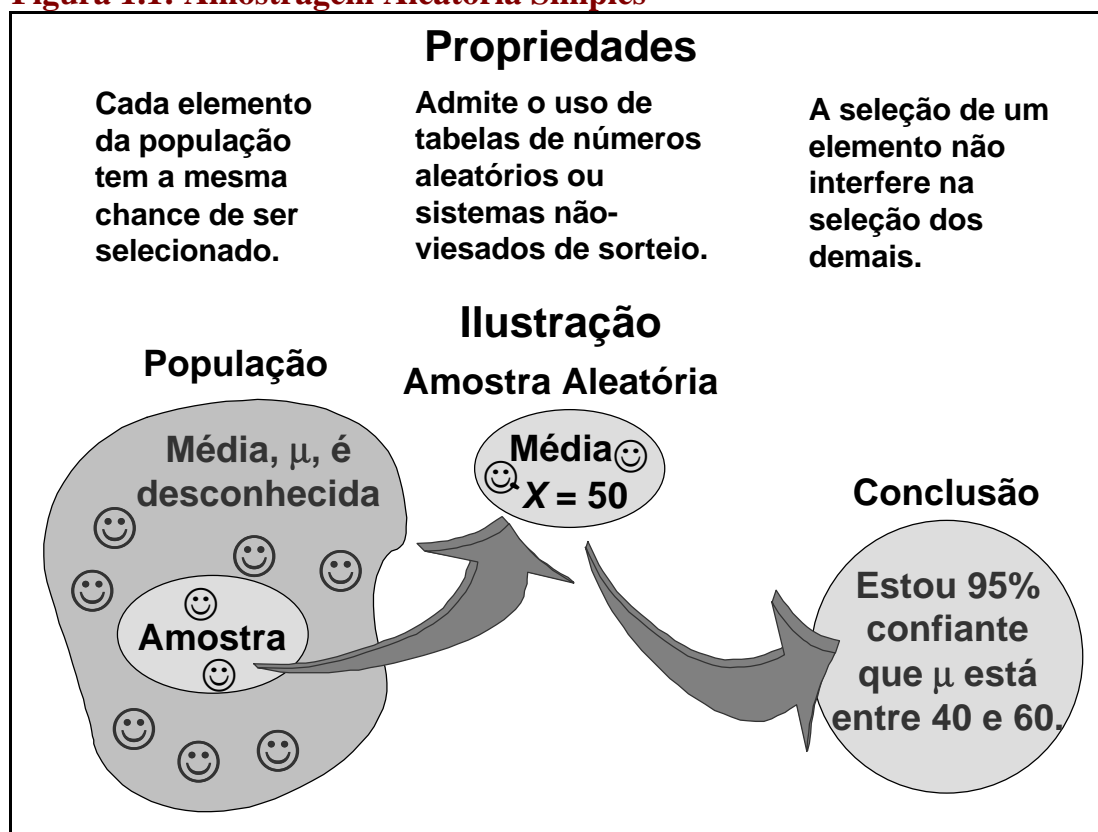 Figura 1.1: Amostragem Aleatória Simples
Propriedades
Cada elemento
da população
tem a mesma
chance de ser
selecionado.
Admite o uso de
tabelas de números
aleatórios ou
sistemas não-
viesados de sorteio.
A seleção de um
elemento não
interfere na
seleção dos
demais.
Ilustração
População
Média, μ, é
desconhecida
Amostra
Amostra Aleatória
Média
X = 50
Conclusão
Estou 95%
confiante
que μ está
entre 40 e 60.